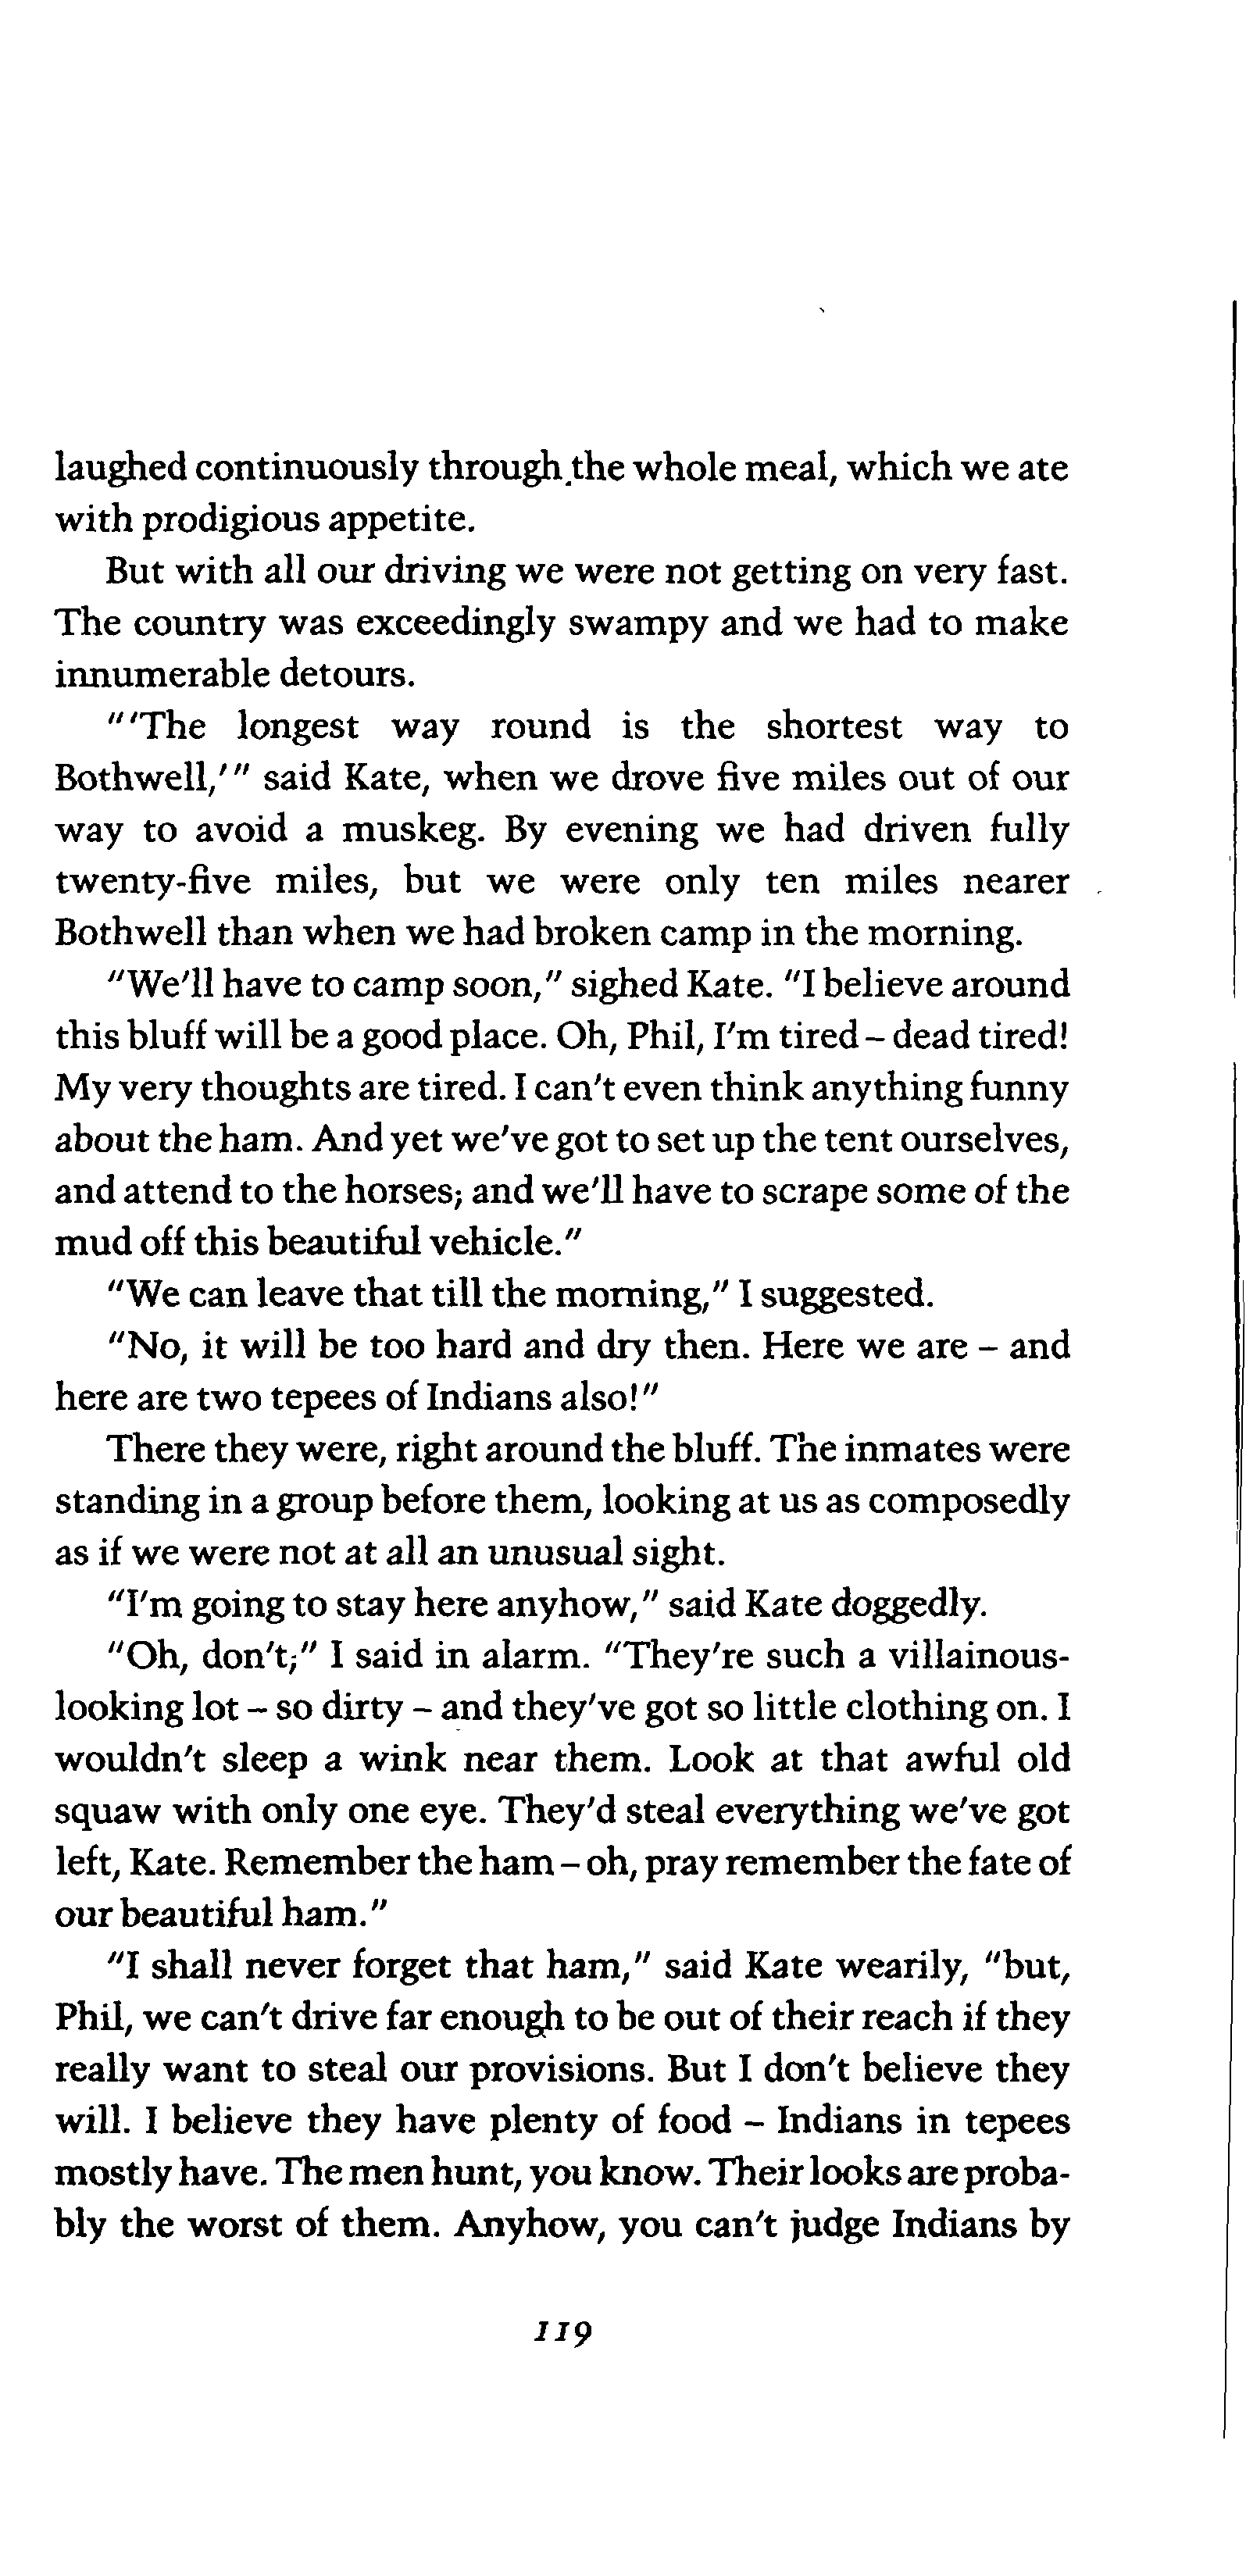 laughed continuously through the whole meal, which we ate
with prodigious appetite.
But with all our driving we were not getting on very fast.
The country was exceedingly swampy and we had to make
innumerable detours.
"'The longest way round is the shortest way to
Bothwell,'" said Kate, when we drove five miles out of our
way to avoid a muskeg. By evening we had driven fully
twenty-five miles, but we were only ten miles nearer
Bothwell than when we had broken camp in the morning.
"We'll have to camp soon," sighed Kate. "I believe around
this bluff will be a good place. Oh, Phil, I'm tired – dead tired!
My very thoughts are tired. I can't even think anything funny
about the ham. And yet we've got to set up the tent ourselves,
and attend to the horses; and we'll have to scrape some of the
mud off this beautiful vehicle."
"We can leave that till the morning," I suggested.
"No, it will be too hard and dry then. Here we are – and
here are two tepees of Indians also!"
There they were, right around the bluff. The inmates were
standing in a group before them, looking at us as composedly
as if we were not at all an unusual sight.
"I'm going to stay here anyhow," said Kate doggedly.
"Oh, don't;" I said in alarm. "They're such a villainous-
looking lot – so dirty – and they've got so little clothing on. I
wouldn't sleep a wink near them. Look at that awful old
squaw with only one eye. They'd steal everything we've got
left, Kate. Remember the ham – oh, pray remember the fate of
our beautiful ham."
"I shall never forget that ham," said Kate wearily, "but,
Phil, we can't drive far enough to be out of their reach if they
really want to steal our provisions. But I don't believe they
will. I believe they have plenty of food – Indians in tepees
mostly have. The men hunt, you know. Their looks are proba-
bly the worst of them. Anyhow, you can't judge Indians by
119